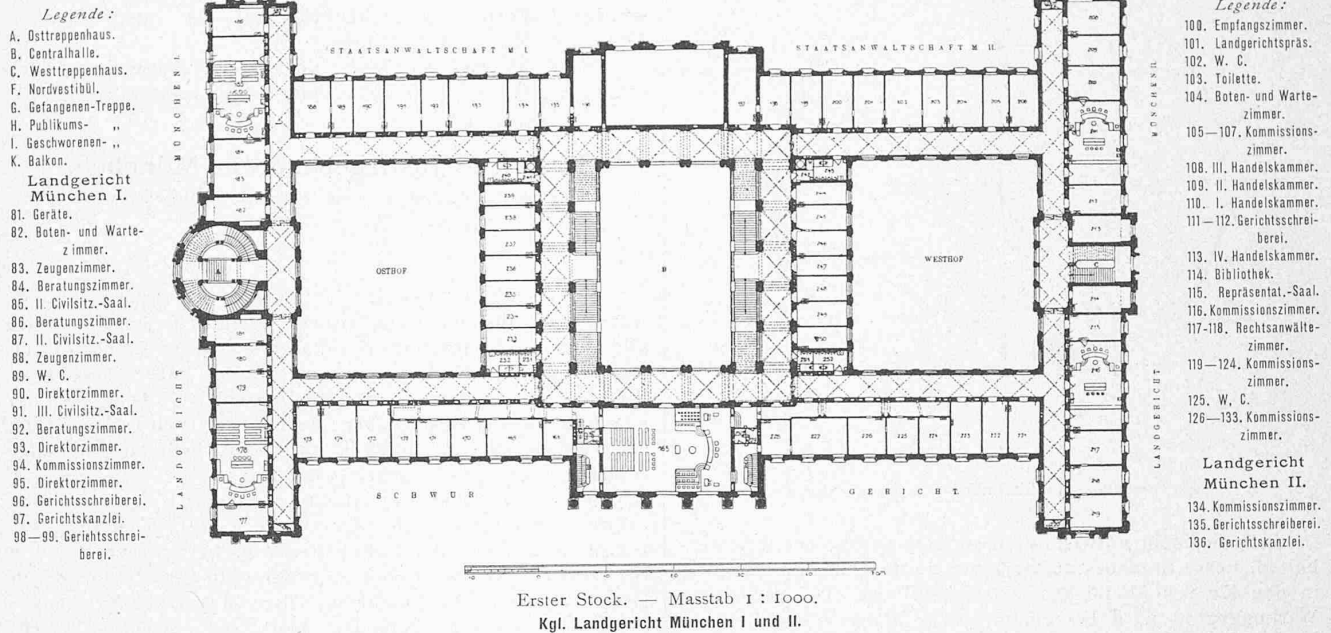 Legende:
A. Osttreppenhaus.
B. Centralhalle.
C. Westtreppenhaus.
F. Nordvestibül.
G. Gefangenen-Treppe.
H. Publikums- „
I. Geschworenen- „
K. Balkon.
Landgericht
München I.
81. Geräte.
82. Boten- und Warte-
zimmer.
83. Zeugenzimmer.
84. Beratungszimmer.
85. II. Civilsitz.-Saal.
86. Beratungszimmer.
87. II. Civilsitz.-Saal.
88. Zeugenzimmer.
89. W. C.
90. Direktorzimmer.
91. III. Civilsitz.-Saal.
92. Beratungszimmer.
93. Direktorzimmer.
94. Kommissionszimmer.
95. Direktorzimmer.
96. Gerichtsschreiberei.
97. Gerichtskanzlei.
98—99. Gerichtsschrei-
berei.
STAATSANWALTSCHAFT M I
STAATSANWALTSCHAFT M II
MÜNCHEN I
MÜNCHEN II
OSTHOF
B
WESTHOF
A
C
LANDGERICHT
LANDGERICHT
SCHWUR
GERICHT
Erster Stock. — Masstab 1 : 1000.
Kgl. Landgericht München I und II.
Legende:
100. Empfangszimmer.
101. Landgerichtspräs.
102. W. C.
103. Toilette.
104. Boten- und Warte-
zimmer.
105—107. Kommissions-
zimmer.
108. III. Handelskammer.
109. II. Handelskammer.
110. I. Handelskammer.
111—112. Gerichtsschrei-
berei.
113. IV. Handelskammer.
114. Bibliothek.
115. Repräsentat.-Saal.
116. Kommissionszimmer.
117-118. Rechtsanwälte-
zimmer.
119—124. Kommissions-
zimmer.
125. W. C.
126—133. Kommissions-
zimmer.
Landgericht
München II.
134. Kommissionszimmer.
135. Gerichtsschreiberei.
136. Gerichtskanzlei.